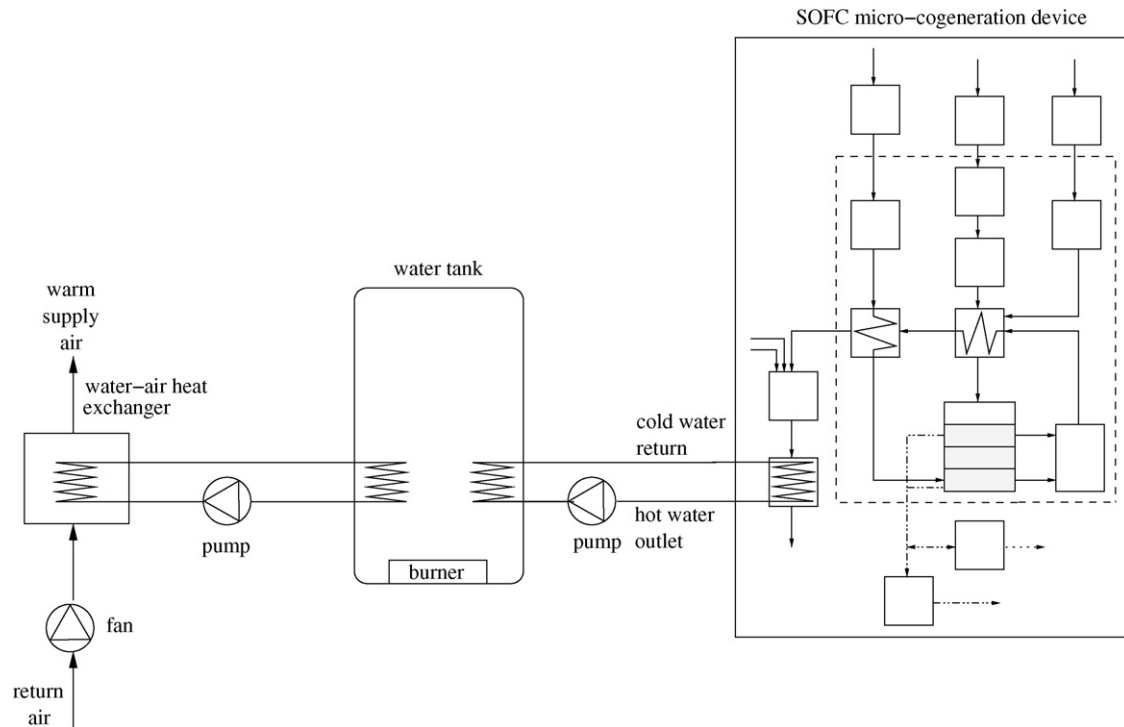 SOFC micro−cogeneration device
water tank
warm
supply
air
water−air heat
exchanger
cold water
return
pump
pump
hot water
outlet
burner
fan
return
air